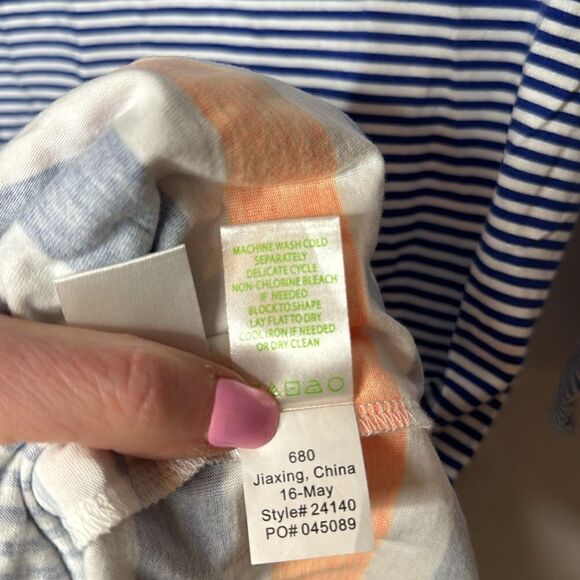 MACHINE WASH COLD
SEPARATELY
DELICATE CYCLE
NON-CHLORINE BLEACH
IF NEEDED
BLOCK TO SHAPE
LAY FLAT TO DRY
COOL IRON IF NEEDED
OR DRY CLEAN
680
Jiaxing, China
16-May
Style# 24140
PO# 045089